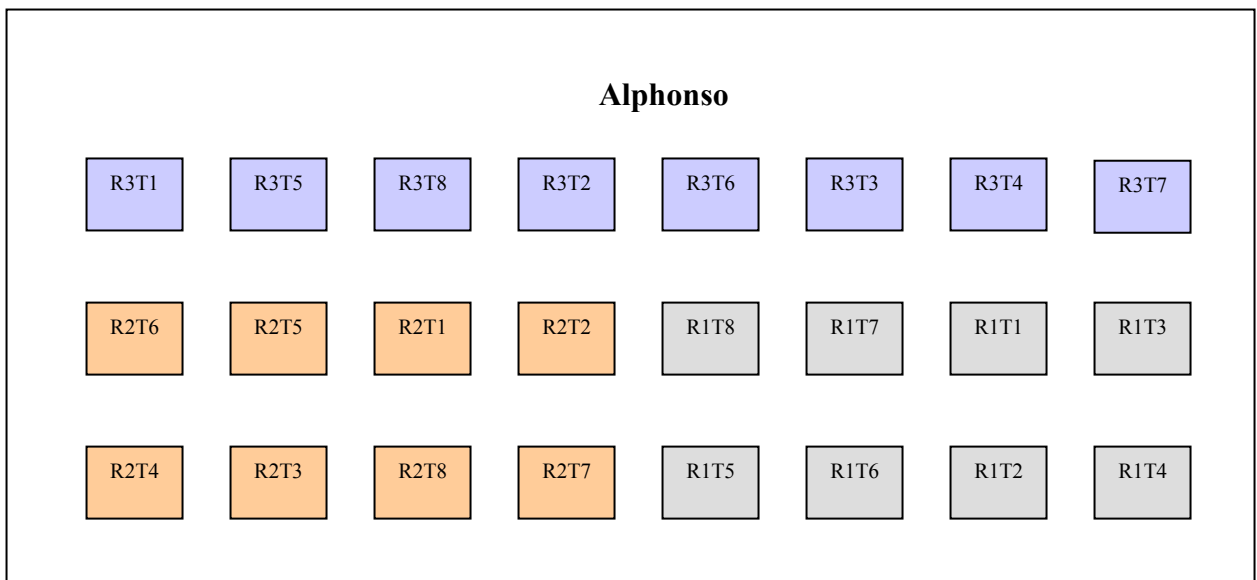 Alphonso
R3T1 R3T5 R3T8 R3T2 R3T6 R3T3 R3T4 R3T7
R2T6 R2T5 R2T1 R2T2 R1T8 R1T7 R1T1 R1T3
R2T4 R2T3 R2T8 R2T7 R1T5 R1T6 R1T2 R1T4